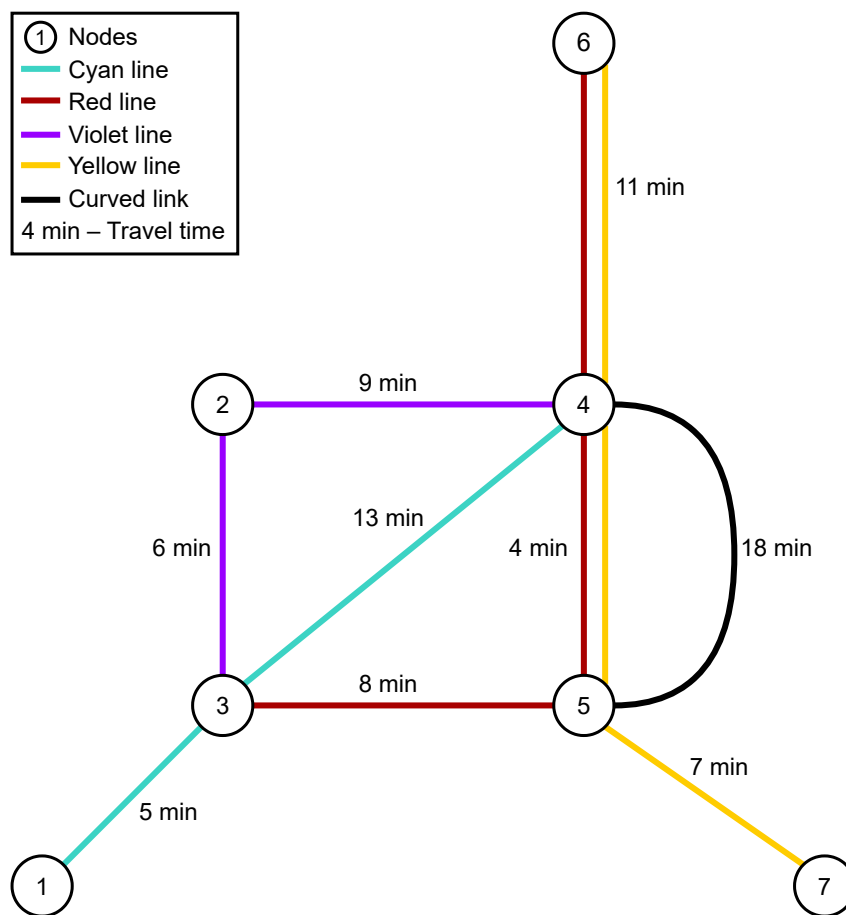 1 Nodes
Cyan line
Red line
Violet line
Yellow line
Curved link
4 min – Travel time
6
11 min
9 min
2
4
13 min
6 min
4 min
18 min
8 min
3
5
7 min
5 min
1
7